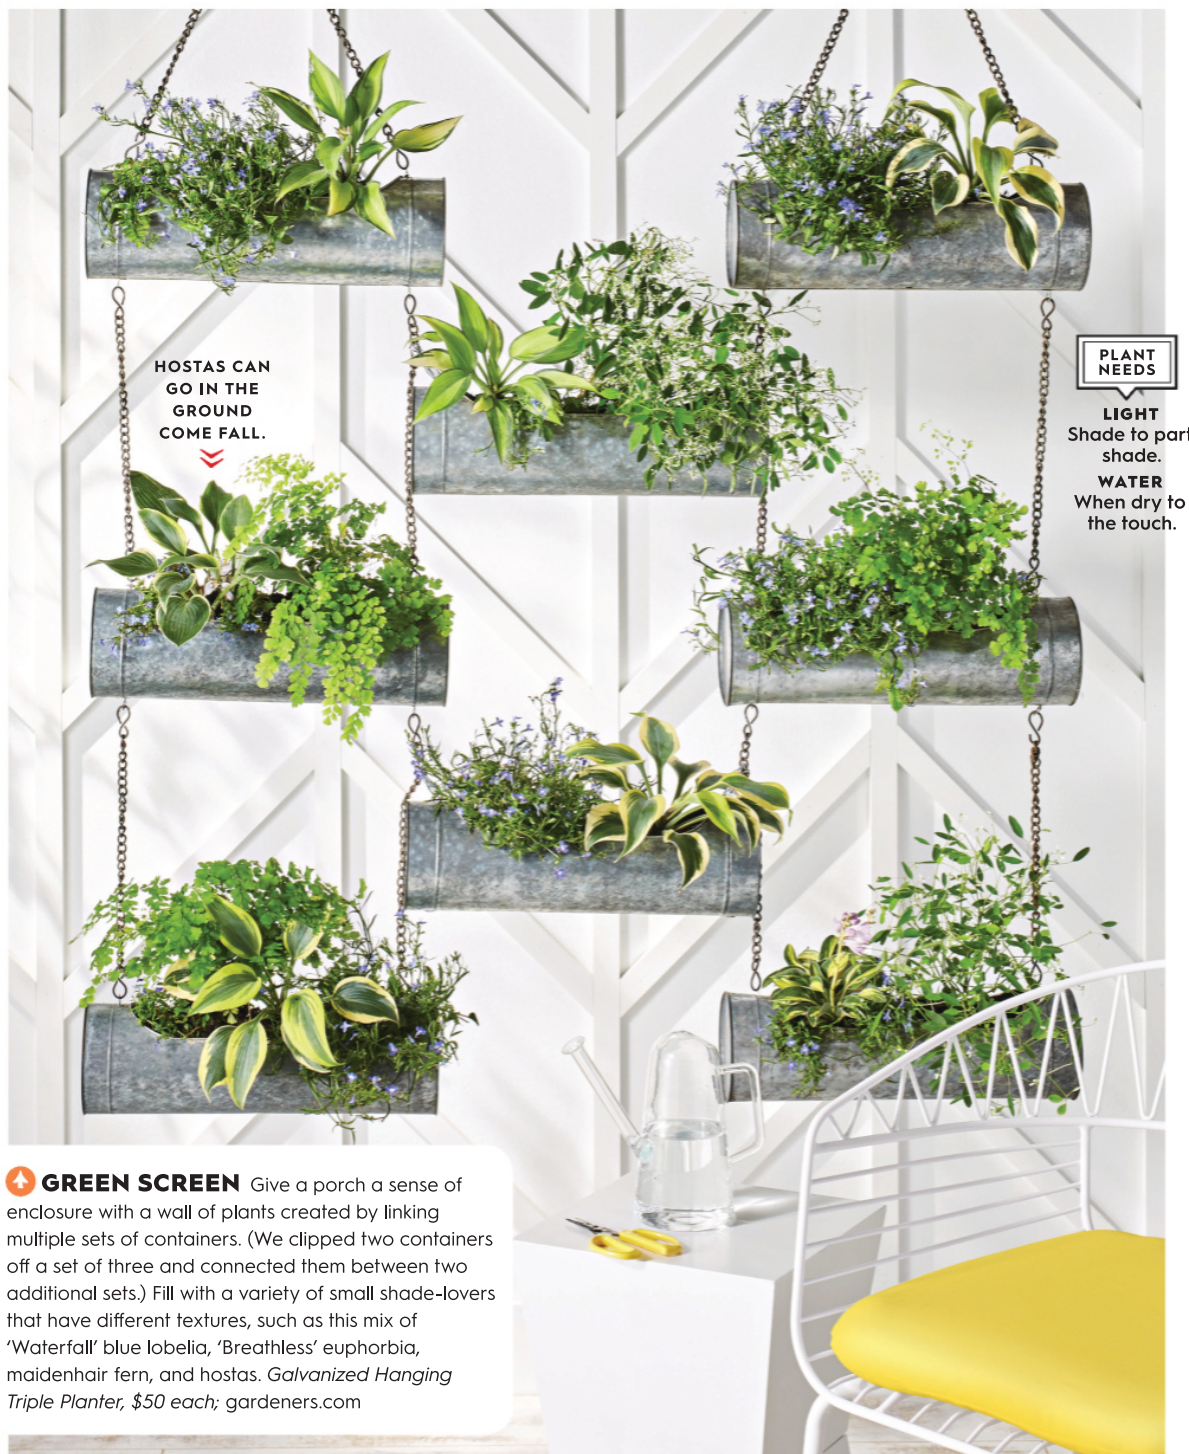 HOSTAS CAN
GO IN THE
GROUND
COME FALL.
PLANT
NEEDS
LIGHT
Shade to part
shade.
WATER
When dry to
the touch.
GREEN SCREEN Give a porch a sense of
enclosure with a wall of plants created by linking
multiple sets of containers. (We clipped two containers
off a set of three and connected them between two
additional sets.) Fill with a variety of small shade-lovers
that have different textures, such as this mix of
‘Waterfall’ blue lobelia, ‘Breathless’ euphorbia,
maidenhair fern, and hostas. Galvanized Hanging
Triple Planter, $50 each; gardeners.com